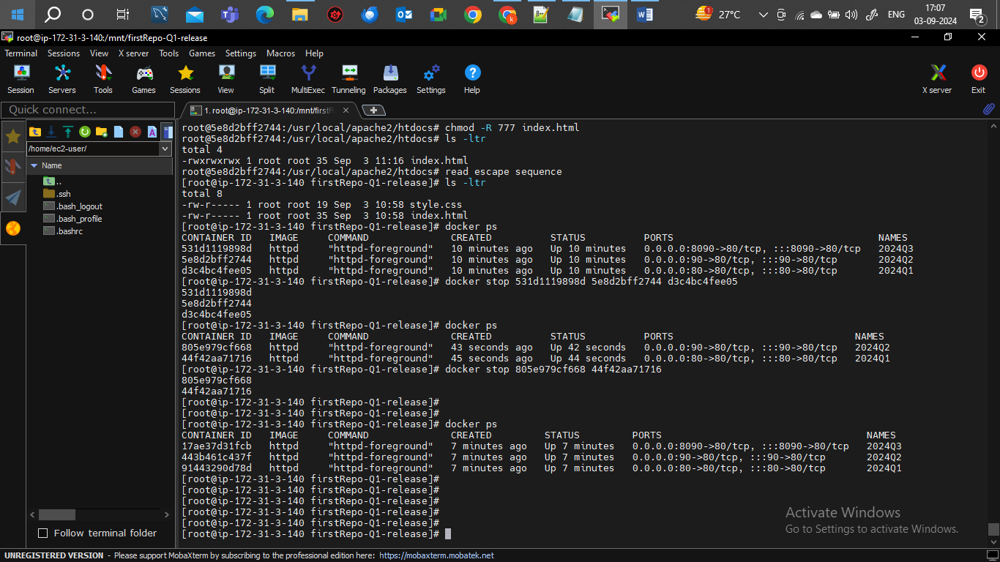 27°C
ENG
17:07
03-09-2024
2
root@ip-172-31-3-140:/mnt/firstRepo-Q1-release
Terminal Sessions View X server Tools Games Settings Macros Help
Session Servers Tools Games Sessions View Split MultiExec Tunneling Packages Settings Help X server Exit
Quick connect...
1. root@ip-172-31-3-140:/mnt/firstR
/home/ec2-user/
Name
..
.ssh
.bash_logout
.bash_profile
.bashrc
Follow terminal folder
root@5e8d2bff2744:/usr/local/apache2/htdocs# chmod -R 777 index.html
root@5e8d2bff2744:/usr/local/apache2/htdocs# ls -ltr
total 4
-rwxrwxrwx 1 root root 35 Sep  3 11:16 index.html
root@5e8d2bff2744:/usr/local/apache2/htdocs# read escape sequence
[root@ip-172-31-3-140 firstRepo-Q1-release]# ls -ltr
total 8
-rw-r----- 1 root root 19 Sep  3 10:58 style.css
-rw-r----- 1 root root 35 Sep  3 10:58 index.html
[root@ip-172-31-3-140 firstRepo-Q1-release]# docker ps
CONTAINER ID   IMAGE     COMMAND              CREATED          STATUS          PORTS                                   NAMES
531d1119898d   httpd     "httpd-foreground"   10 minutes ago   Up 10 minutes   0.0.0.0:8090->80/tcp, :::8090->80/tcp   2024Q3
5e8d2bff2744   httpd     "httpd-foreground"   10 minutes ago   Up 10 minutes   0.0.0.0:90->80/tcp, :::90->80/tcp       2024Q2
d3c4bc4fee05   httpd     "httpd-foreground"   10 minutes ago   Up 10 minutes   0.0.0.0:80->80/tcp, :::80->80/tcp       2024Q1
[root@ip-172-31-3-140 firstRepo-Q1-release]# docker stop 531d1119898d 5e8d2bff2744 d3c4bc4fee05
531d1119898d
5e8d2bff2744
d3c4bc4fee05
[root@ip-172-31-3-140 firstRepo-Q1-release]# docker ps
CONTAINER ID   IMAGE     COMMAND              CREATED          STATUS          PORTS                               NAMES
805e979cf668   httpd     "httpd-foreground"   43 seconds ago   Up 42 seconds   0.0.0.0:90->80/tcp, :::90->80/tcp   2024Q2
44f42aa71716   httpd     "httpd-foreground"   45 seconds ago   Up 44 seconds   0.0.0.0:80->80/tcp, :::80->80/tcp   2024Q1
[root@ip-172-31-3-140 firstRepo-Q1-release]# docker stop 805e979cf668 44f42aa71716
805e979cf668
44f42aa71716
[root@ip-172-31-3-140 firstRepo-Q1-release]#
[root@ip-172-31-3-140 firstRepo-Q1-release]#
[root@ip-172-31-3-140 firstRepo-Q1-release]# docker ps
CONTAINER ID   IMAGE     COMMAND              CREATED         STATUS         PORTS                                   NAMES
17ae37d31fcb   httpd     "httpd-foreground"   7 minutes ago   Up 7 minutes   0.0.0.0:8090->80/tcp, :::8090->80/tcp   2024Q3
443b461c437f   httpd     "httpd-foreground"   7 minutes ago   Up 7 minutes   0.0.0.0:90->80/tcp, :::90->80/tcp       2024Q2
91443290d78d   httpd     "httpd-foreground"   7 minutes ago   Up 7 minutes   0.0.0.0:80->80/tcp, :::80->80/tcp       2024Q1
[root@ip-172-31-3-140 firstRepo-Q1-release]#
[root@ip-172-31-3-140 firstRepo-Q1-release]#
[root@ip-172-31-3-140 firstRepo-Q1-release]#
[root@ip-172-31-3-140 firstRepo-Q1-release]#
[root@ip-172-31-3-140 firstRepo-Q1-release]#
[root@ip-172-31-3-140 firstRepo-Q1-release]#
Activate Windows
Go to Settings to activate Windows.
UNREGISTERED VERSION - Please support MobaXterm by subscribing to the professional edition here: https://mobaxterm.mobatek.net